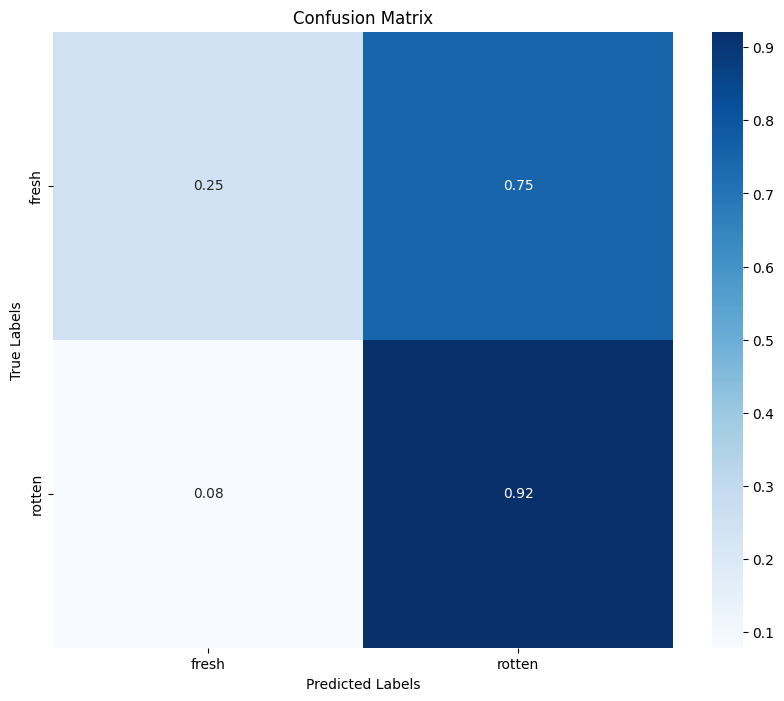 Confusion Matrix
True Labels
fresh
rotten
0.25
0.75
0.08
0.92
fresh
rotten
Predicted Labels
0.9
0.8
0.7
0.6
0.5
0.4
0.3
0.2
0.1